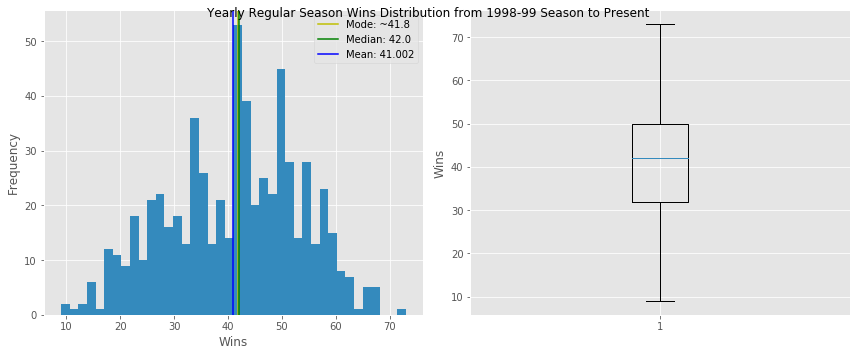 Yearly Regular Season Wins Distribution from 1998-99 Season to Present
Mode: ~41.8
Median: 42.0
Mean: 41.002
Frequency
50
40
30
20
10
0
10 20 30 40 50 60 70
Wins
Wins
70
60
50
40
30
20
10
1